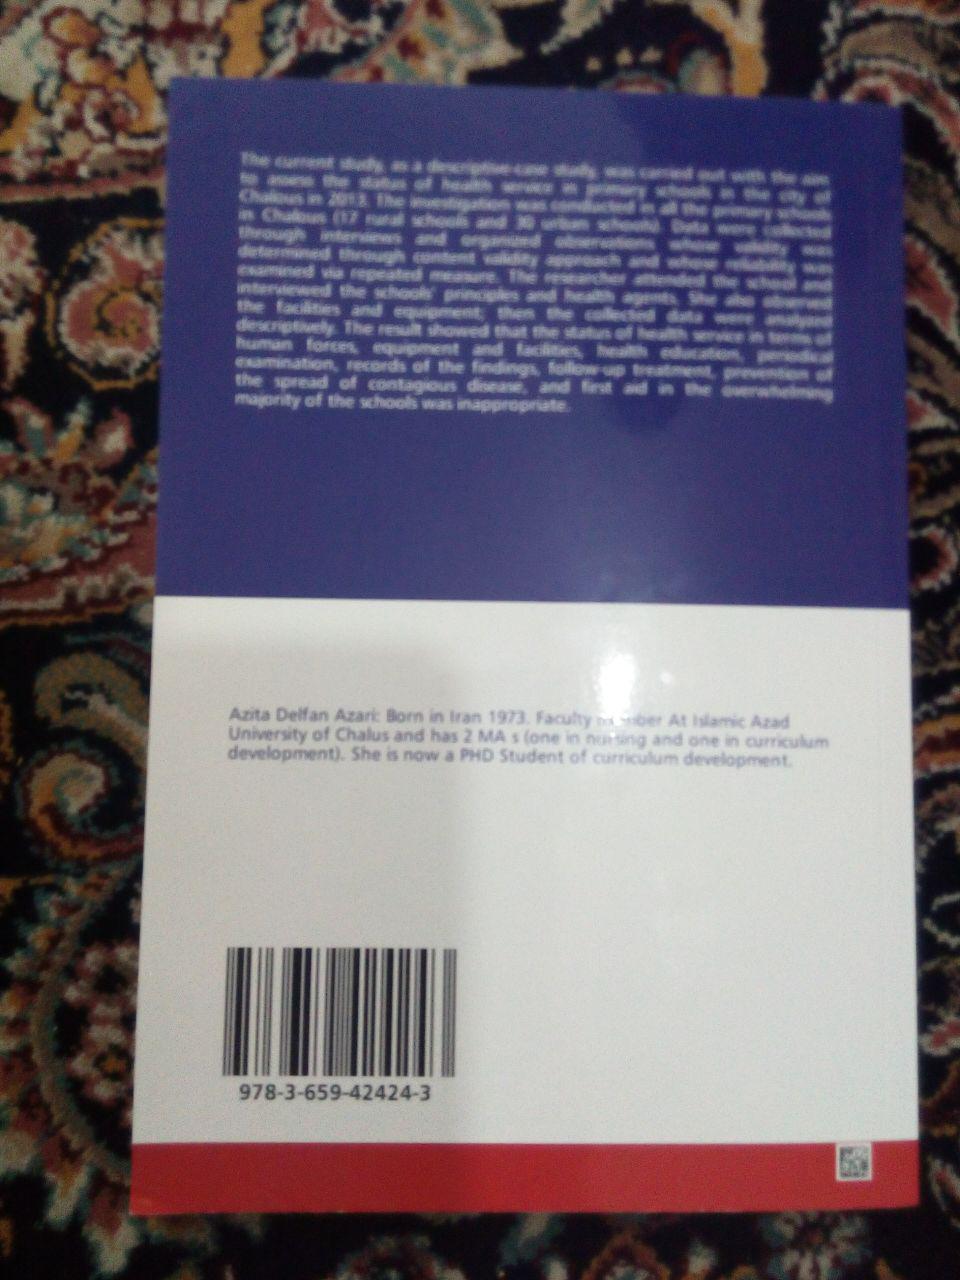 The current study, as a descriptive-case study, was carried out with the aim
to assess the status of health service in primary schools in the city of
Chalous in 2013. The investigation was conducted in all the primary schools
in Chalous (17 rural schools and 30 urban schools). Data were collected
through interviews and organized observations whose validity was
determined through content validity approach and whose reliability was
examined via repeated measure. The researcher attended the school and
interviewed the schools' principles and health agents. She also observed
the facilities and equipment; then the collected data were analyzed
descriptively. The result showed that the status of health service in terms of
human forces, equipment and facilities, health education, periodical
examination, records of the findings, follow-up treatment, prevention of
the spread of contagious disease, and first aid in the overwhelming
majority of the schools was inappropriate.
Azita Delfan Azari: Born in Iran 1973. Faculty At Islamic Azad
University of Chalus and has 2 MA s (one in nursing and one in curriculum
development). She is now a PHD Student of curriculum development.
978-3-659-42424-3